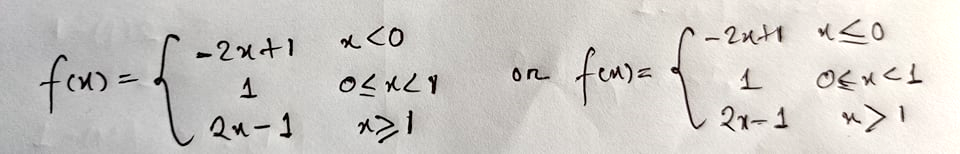 f(x) = { -2x+1 x<0 or f(x) = { -2x+1 x≤0
1 0≤x<1 1 0≤x<1
2x-1 x≥1 2x-1 x>1